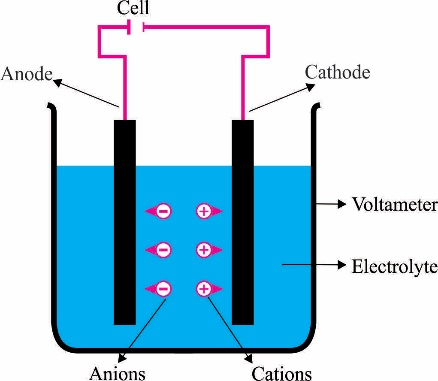 Cell
Anode
Cathode
Voltameter
Electrolyte
Anions
Cations